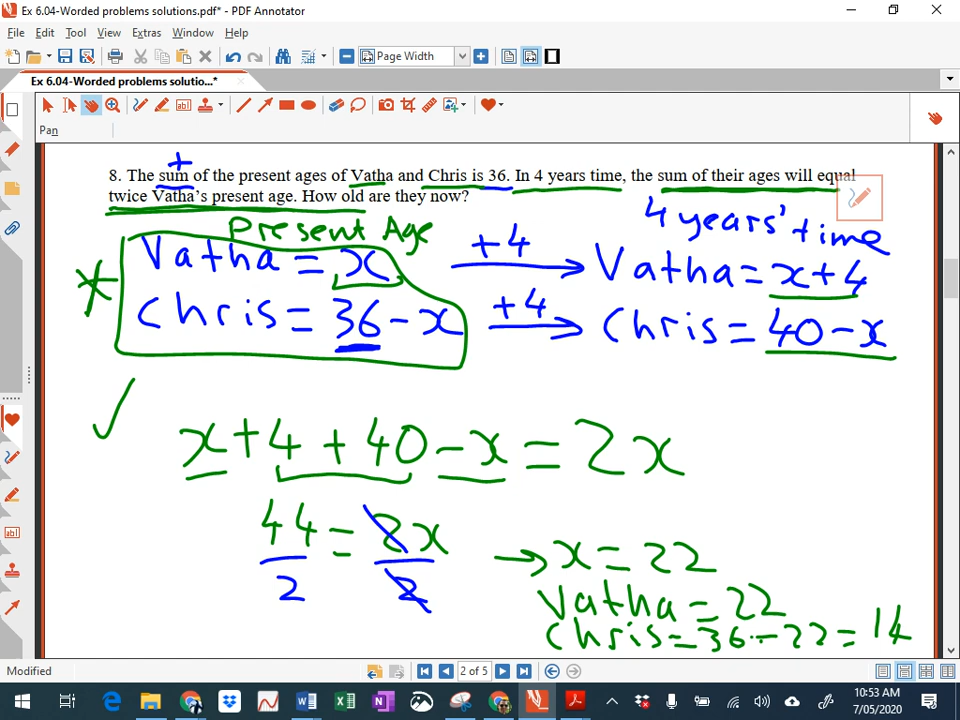 Ex 6.04-Worded problems solutions.pdf* - PDF Annotator
File Edit Tool View Extras Window Help
Page Width
Ex 6.04-Worded problems solutio...*
Pan
+
8. The sum of the present ages of Vatha and Chris is 36. In 4 years time, the sum of their ages will equal
twice Vatha's present age. How old are they now?
Present Age
4 years' time
Vatha = x +4 Vatha = x+4
Chris = 36-x +4 Chris = 40-x
x+4+40-x=2x
44 = 2x
2 2
x = 22
Vatha = 22
Chris = 36-22 = 14
Modified
2 of 5
10:53 AM
7/05/2020